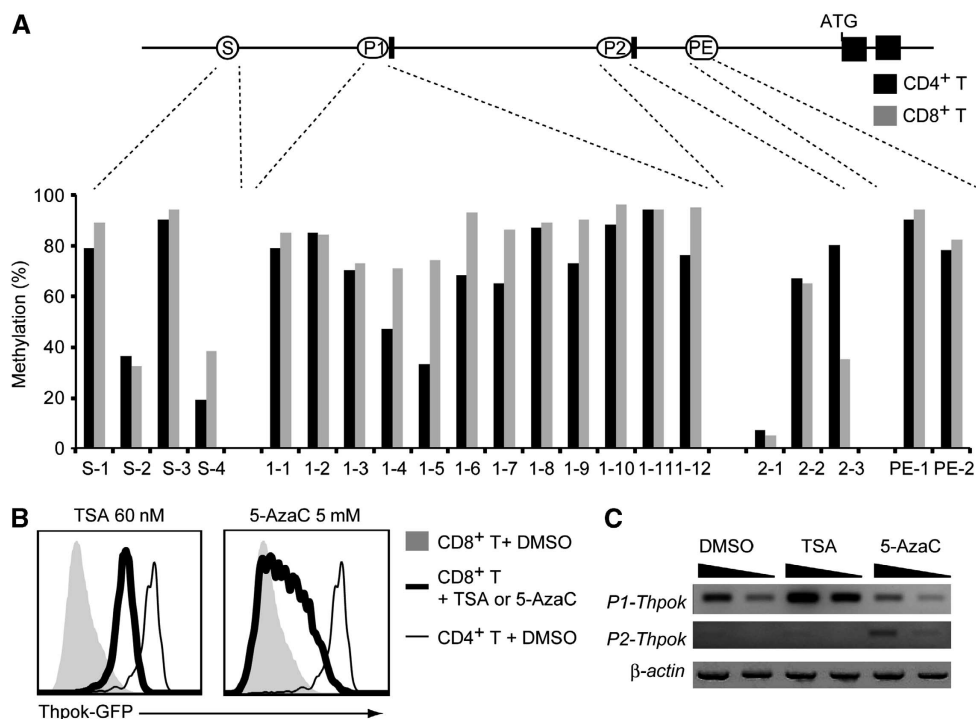 A
S P1 P2 PE ATG
CD4+ T
CD8+ T
Methylation (%)
100
80
60
40
20
0
S-1 S-2 S-3 S-4 1-1 1-2 1-3 1-4 1-5 1-6 1-7 1-8 1-9 1-10 1-11 1-12 2-1 2-2 2-3 PE-1 PE-2
B
TSA 60 nM 5-AzaC 5 mM
CD8+ T+ DMSO
CD8+ T
+ TSA or 5-AzaC
CD4+ T + DMSO
Thpok-GFP
C
DMSO TSA 5-AzaC
P1-Thpok
P2-Thpok
β-actin